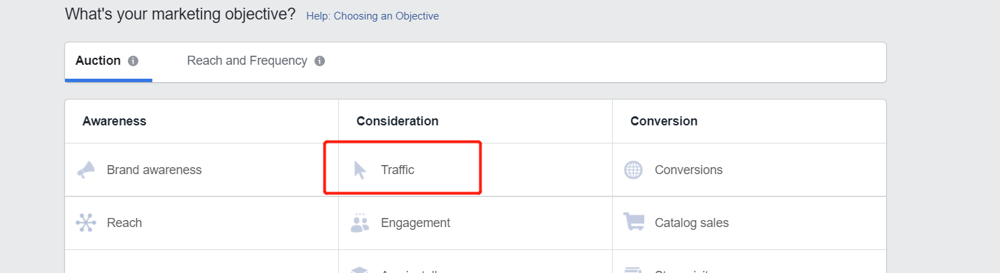 What's your marketing objective? Help: Choosing an Objective
Auction Reach and Frequency
Awareness Consideration Conversion
Brand awareness Traffic Conversions
Reach Engagement Catalog sales